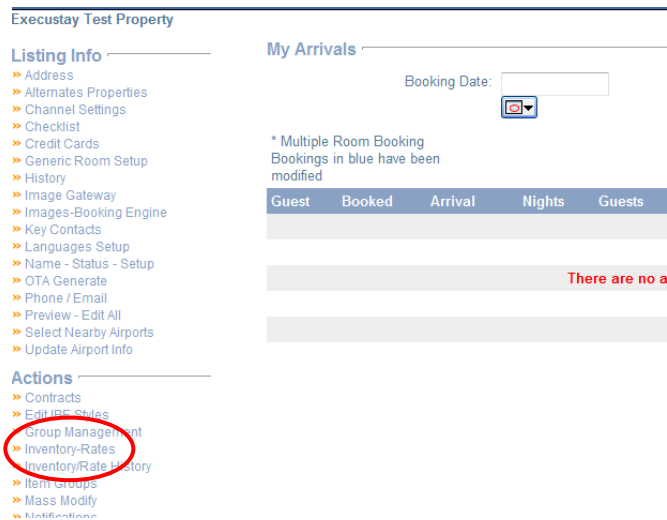 Execustay Test Property
Listing Info
» Address
» Alternates Properties
» Channel Settings
» Checklist
» Credit Cards
» Generic Room Setup
» History
» Image Gateway
» Images-Booking Engine
» Key Contacts
» Languages Setup
» Name - Status - Setup
» OTA Generate
» Phone / Email
» Preview - Edit All
» Select Nearby Airports
» Update Airport Info
Actions
» Contracts
» Edit IBE Styles
» Group Management
» Inventory-Rates
» Inventory/Rate History
» Item Groups
» Mass Modify
» Notifications
My Arrivals
Booking Date:
* Multiple Room Booking
Bookings in blue have been
modified
Guest Booked Arrival Nights Guests
There are no a